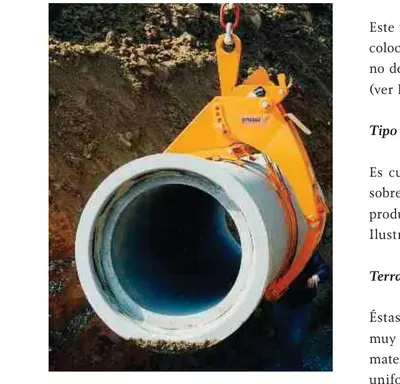 Este
coloc
no de
(ver
Tipo
Es cu
sobre
produ
Ilustr
Terra
Éstas
muy
mate
unifo